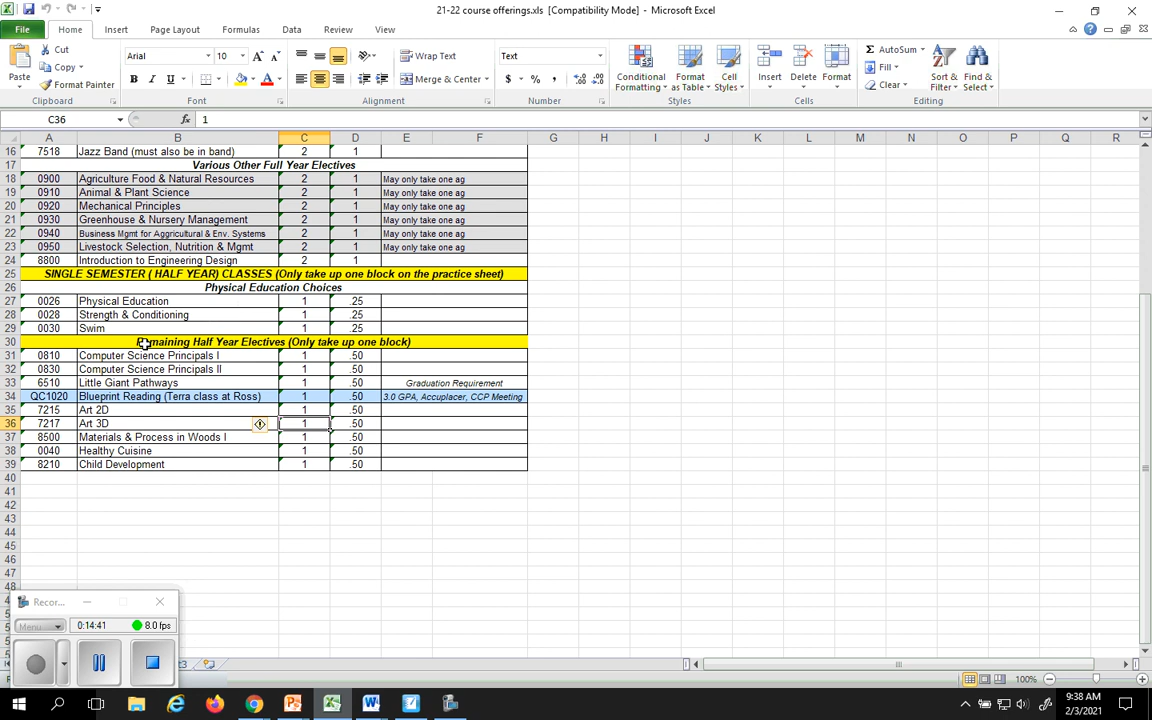 21-22 course offerings.xls [Compatibility Mode] - Microsoft Excel
File Home Insert Page Layout Formulas Data Review View
Paste Cut Copy Format Painter Clipboard
Arial 10 Font
Wrap Text Merge & Center Alignment
Text $ % , Number
Conditional Formatting Format as Table Cell Styles Styles
Insert Delete Format Cells
AutoSum Fill Clear Sort & Filter Find & Select Editing
C36 fx 1
A B C D E F G H I J K L M N O P Q R
16 7518 Jazz Band (must also be in band) 2 1
17 Various Other Full Year Electives
18 0900 Agriculture Food & Natural Resources 2 1 May only take one ag
19 0910 Animal & Plant Science 2 1 May only take one ag
20 0920 Mechanical Principles 2 1 May only take one ag
21 0930 Greenhouse & Nursery Management 2 1 May only take one ag
22 0940 Business Mgmt for Aggricultural & Env. Systems 2 1 May only take one ag
23 0950 Livestock Selection, Nutrition & Mgmt 2 1 May only take one ag
24 8800 Introduction to Engineering Design 2 1
25 SINGLE SEMESTER ( HALF YEAR) CLASSES (Only take up one block on the practice sheet)
26 Physical Education Choices
27 0026 Physical Education 1 .25
28 0028 Strength & Conditioning 1 .25
29 0030 Swim 1 .25
30 Remaining Half Year Electives (Only take up one block)
31 0810 Computer Science Principals I 1 .50
32 0830 Computer Science Principals II 1 .50
33 6510 Little Giant Pathways 1 .50 Graduation Requirement
34 QC1020 Blueprint Reading (Terra class at Ross) 1 .50 3.0 GPA, Accuplacer, CCP Meeting
35 7215 Art 2D 1 .50
36 7217 Art 3D 1 .50
37 8500 Materials & Process in Woods I 1 .50
38 0040 Healthy Cuisine 1 .50
39 8210 Child Development 1 .50
40
41
42
43
44
45
46
47
48
Recor...
Menu 0:14:41 8.0 fps
100%
9:38 AM
2/3/2021